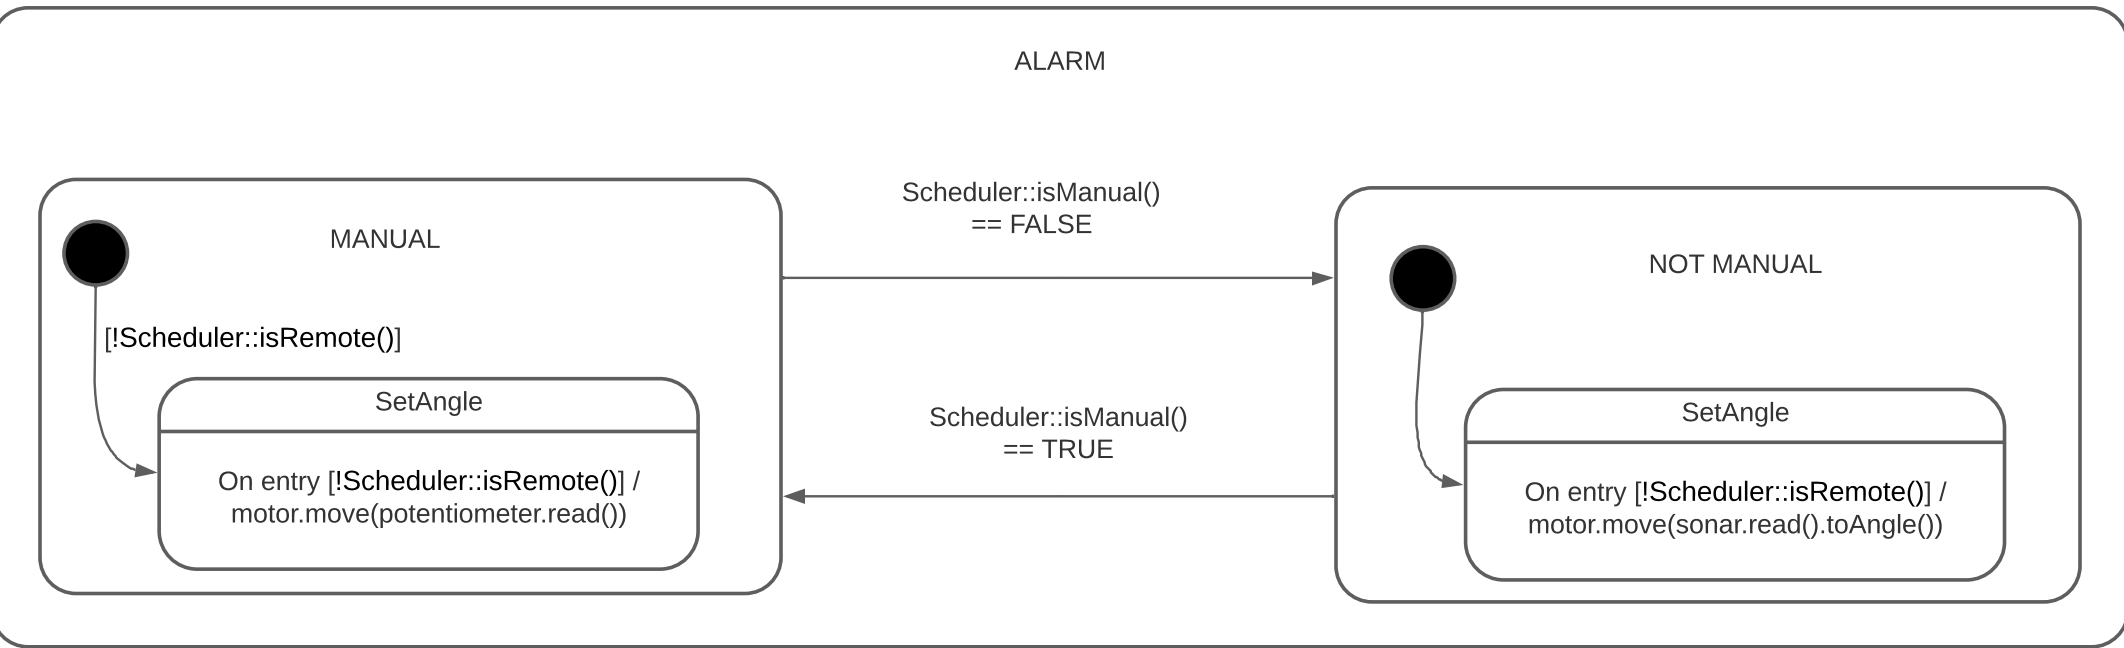 ALARM
MANUAL
[!Scheduler::isRemote()]
SetAngle
On entry [!Scheduler::isRemote()] /
motor.move(potentiometer.read())
Scheduler::isManual()
== FALSE
Scheduler::isManual()
== TRUE
NOT MANUAL
SetAngle
On entry [!Scheduler::isRemote()] /
motor.move(sonar.read().toAngle())